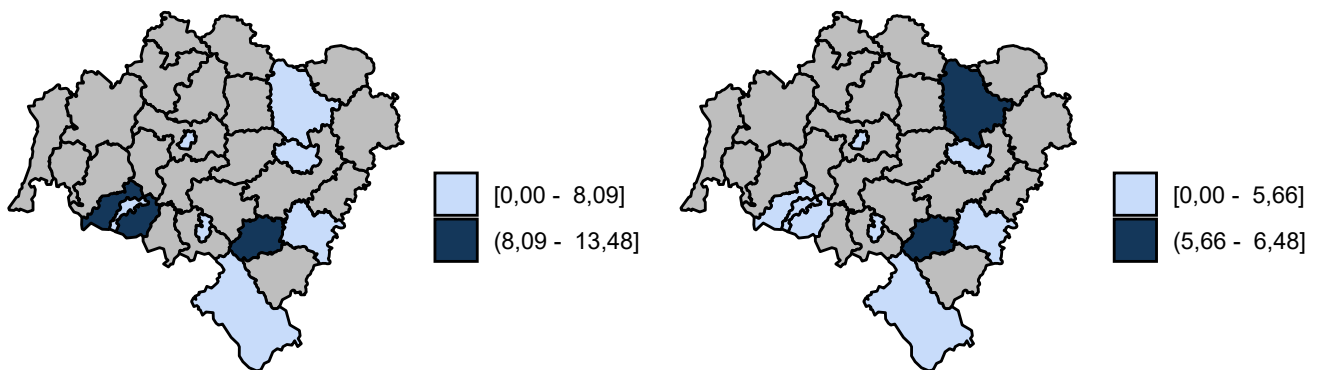 [0,00 -  8,09]
(8,09 -  13,48]
[0,00 -  5,66]
(5,66 -  6,48]